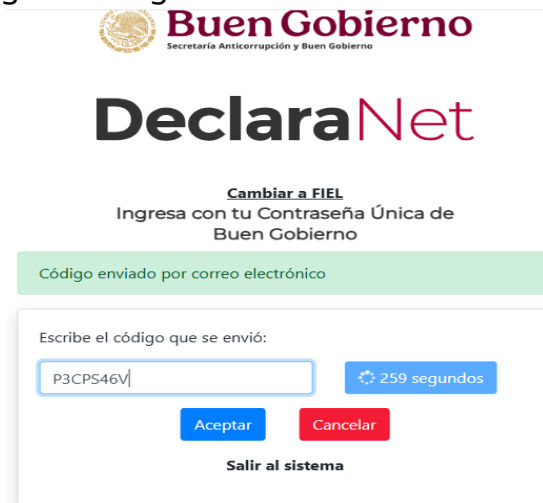 Buen Gobierno
Secretaría Anticorrupción y Buen Gobierno
DeclaraNet
Cambiar a FIEL
Ingresa con tu Contraseña Única de
Buen Gobierno
Código enviado por correo electrónico
Escribe el código que se envió:
P3CPS46V
259 segundos
Aceptar
Cancelar
Salir al sistema